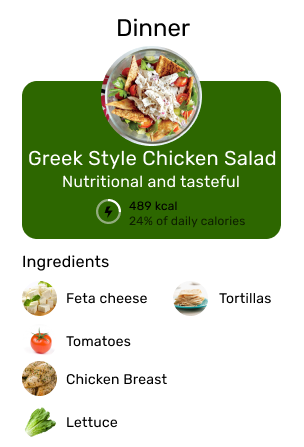 Dinner
Greek Style Chicken Salad
Nutritional and tasteful
489 kcal
24% of daily calories
Ingredients
Feta cheese
Tortillas
Tomatoes
Chicken Breast
Lettuce